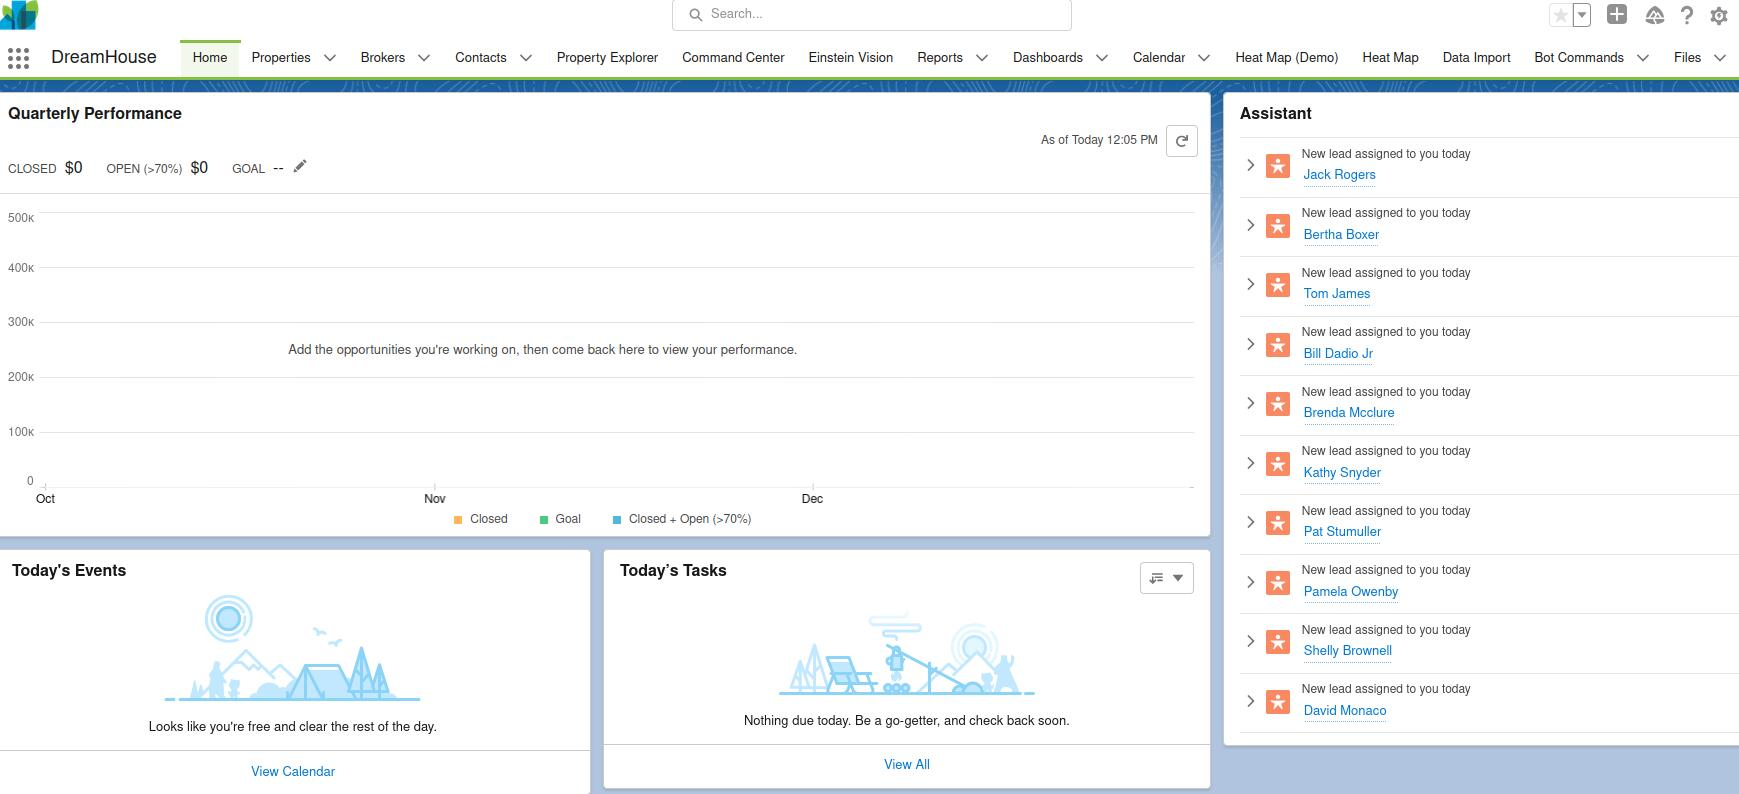 Search...
DreamHouse
Home
Properties
Brokers
Contacts
Property Explorer
Command Center
Einstein Vision
Reports
Dashboards
Calendar
Heat Map (Demo)
Heat Map
Data Import
Bot Commands
Files
Quarterly Performance
As of Today 12:05 PM
CLOSED $0 OPEN (>70%) $0 GOAL --
500K
400K
300K
Add the opportunities you're working on, then come back here to view your performance.
200K
100K
0
Oct Nov Dec
Closed Goal Closed + Open (>70%)
Today's Events
Looks like you're free and clear the rest of the day.
View Calendar
Today’s Tasks
Nothing due today. Be a go-getter, and check back soon.
View All
Assistant
New lead assigned to you today
Jack Rogers
New lead assigned to you today
Bertha Boxer
New lead assigned to you today
Tom James
New lead assigned to you today
Bill Dadio Jr
New lead assigned to you today
Brenda Mcclure
New lead assigned to you today
Kathy Snyder
New lead assigned to you today
Pat Stumuller
New lead assigned to you today
Pamela Owenby
New lead assigned to you today
Shelly Brownell
New lead assigned to you today
David Monaco